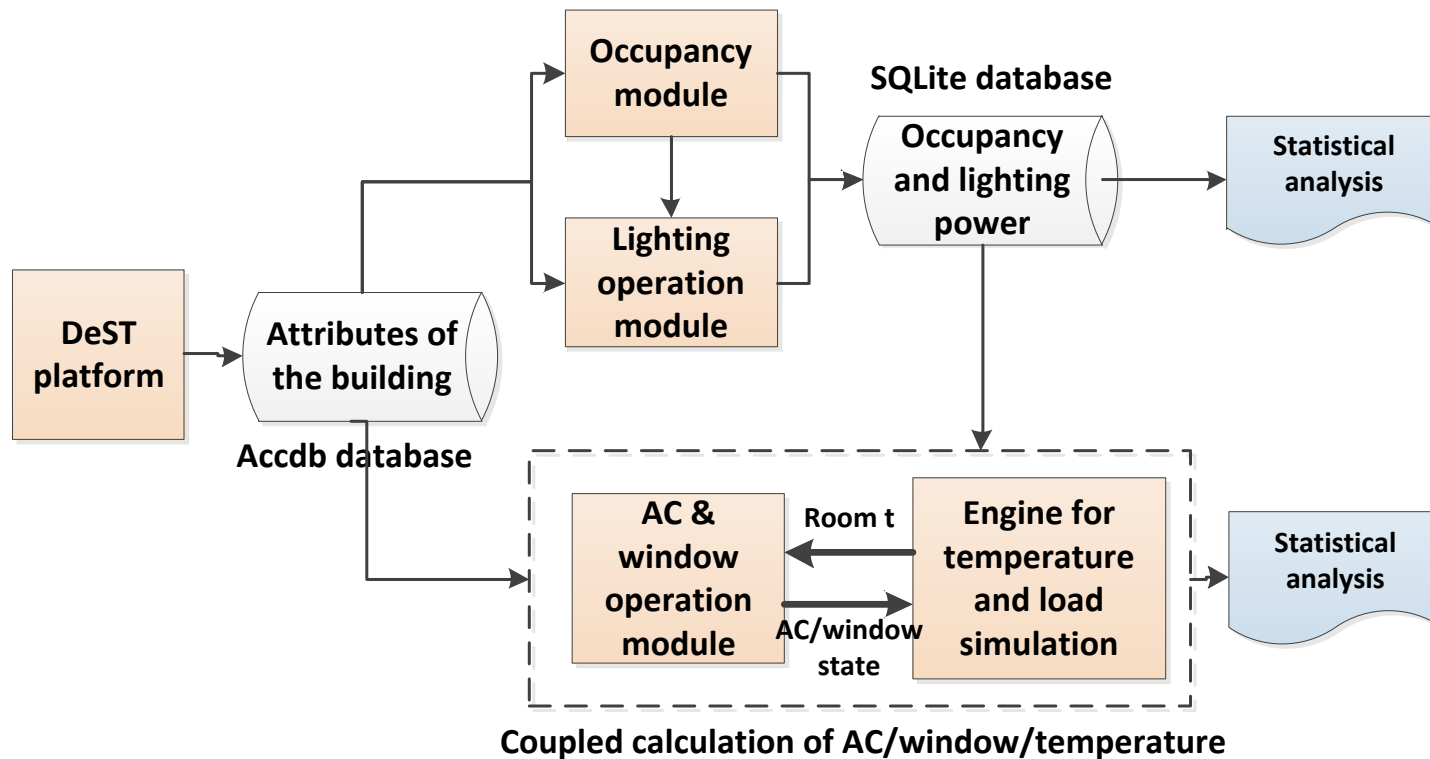 Occupancy
module
SQLite database
Occupancy
and lighting
power
Statistical
analysis
Lighting
operation
module
DeST
platform
Attributes of
the building
Accdb database
AC &
window
operation
module
Room t
AC/window
state
Engine for
temperature
and load
simulation
Statistical
analysis
Coupled calculation of AC/window/temperature